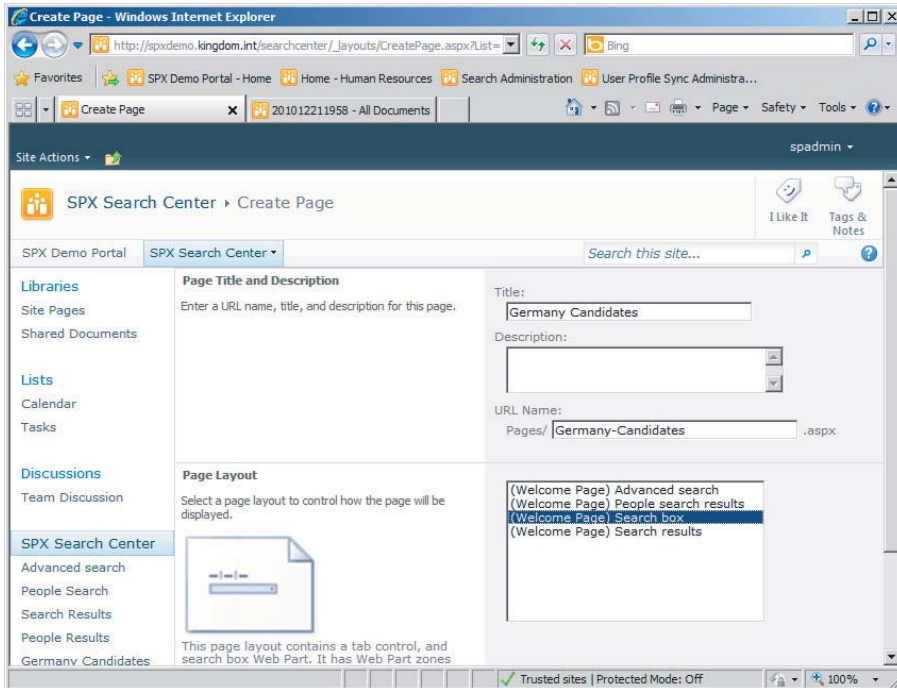 Create Page - Windows Internet Explorer
http://spxdemo.kingdom.int/searchcenter/_layouts/CreatePage.aspx?List=
Bing
Favorites
SPX Demo Portal - Home
Home - Human Resources
Search Administration
User Profile Sync Administra...
Create Page
201012211958 - All Documents
Page
Safety
Tools
Site Actions
spadmin
SPX Search Center
Create Page
I Like It
Tags &
Notes
SPX Demo Portal
SPX Search Center
Search this site...
Libraries
Site Pages
Shared Documents
Lists
Calendar
Tasks
Discussions
Team Discussion
SPX Search Center
Advanced search
People Search
Search Results
People Results
Germany Candidates
Page Title and Description
Enter a URL name, title, and description for this page.
Title:
Germany Candidates
Description:
URL Name:
Pages/ Germany-Candidates .aspx
Page Layout
Select a page layout to control how the page will be
displayed.
This page layout contains a tab control, and
search box Web Part. It has Web Part zones
(Welcome Page) Advanced search
(Welcome Page) People search results
(Welcome Page) Search box
(Welcome Page) Search results
Trusted sites | Protected Mode: Off
100%